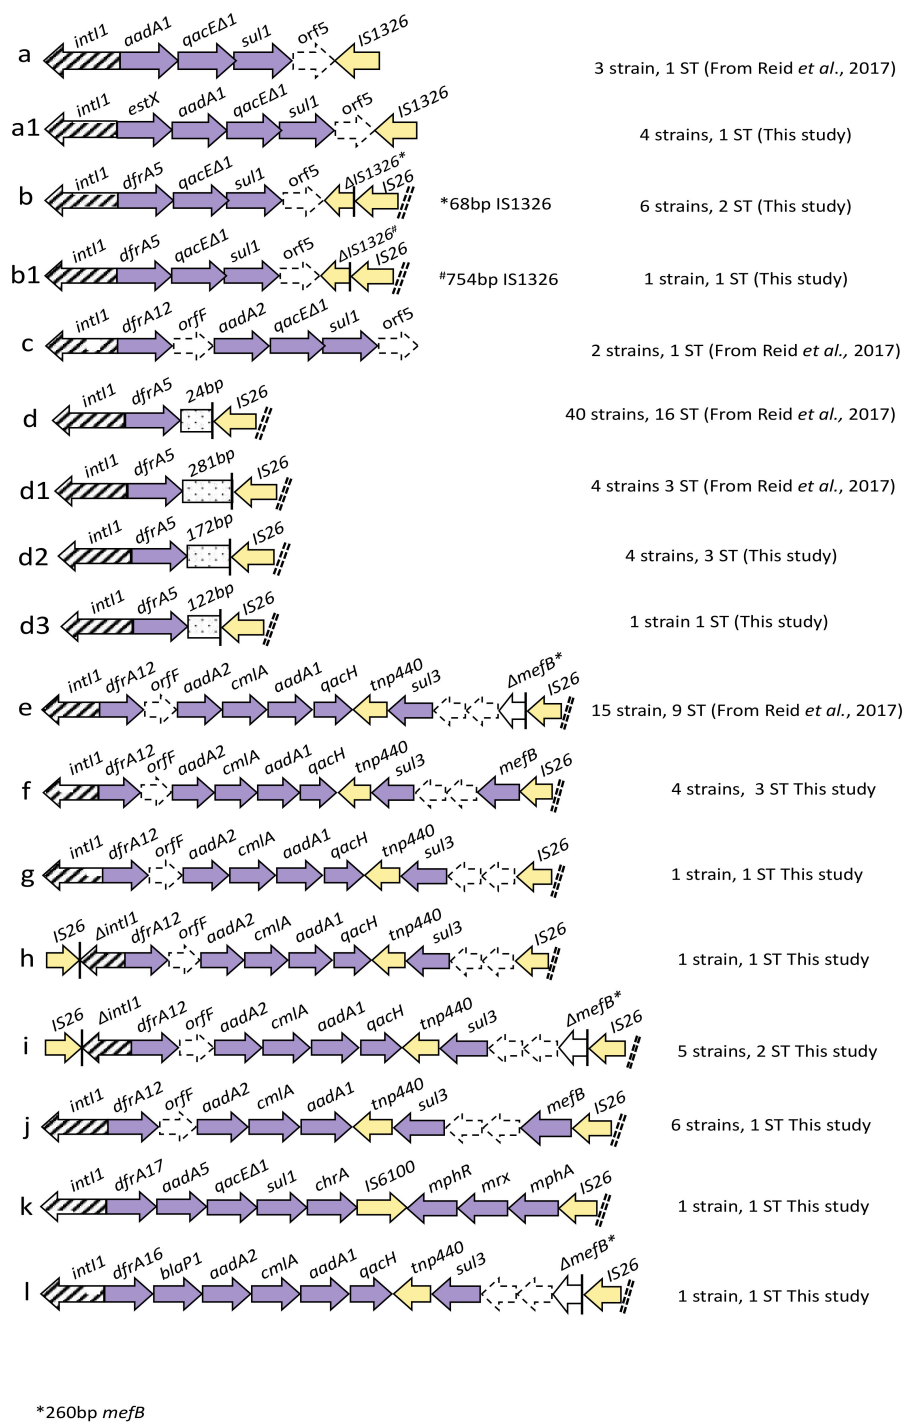 a intI1 aadA1 qacEΔ1 sul1 orf5 IS1326 3 strain, 1 ST (From Reid et al., 2017)
a1 intI1 estX aadA1 qacEΔ1 sul1 orf5 IS1326 4 strains, 1 ST (This study)
b intI1 dfrA5 qacEΔ1 sul1 orf5 ΔIS1326* IS26 *68bp IS1326 6 strains, 2 ST (This study)
b1 intI1 dfrA5 qacEΔ1 sul1 orf5 ΔIS1326# IS26 #754bp IS1326 1 strain, 1 ST (This study)
c intI1 dfrA12 orfF aadA2 qacEΔ1 sul1 orf5 2 strains, 1 ST (From Reid et al., 2017)
d intI1 dfrA5 24bp IS26 40 strains, 16 ST (From Reid et al., 2017)
d1 intI1 dfrA5 281bp IS26 4 strains 3 ST (From Reid et al., 2017)
d2 intI1 dfrA5 172bp IS26 4 strains, 3 ST (This study)
d3 intI1 dfrA5 122bp IS26 1 strain 1 ST (This study)
e intI1 dfrA12 orfF aadA2 cmlA aadA1 qacH tnp440 sul3 ΔmefB* IS26 15 strain, 9 ST (From Reid et al., 2017)
f intI1 dfrA12 orfF aadA2 cmlA aadA1 qacH tnp440 sul3 mefB IS26 4 strains, 3 ST This study
g intI1 dfrA12 orfF aadA2 cmlA aadA1 qacH tnp440 sul3 IS26 1 strain, 1 ST This study
h IS26 ΔintI1 dfrA12 orfF aadA2 cmlA aadA1 qacH tnp440 sul3 IS26 1 strain, 1 ST This study
i IS26 ΔintI1 dfrA12 orfF aadA2 cmlA aadA1 qacH tnp440 sul3 ΔmefB* IS26 5 strains, 2 ST This study
j intI1 dfrA12 orfF aadA2 cmlA aadA1 tnp440 sul3 mefB IS26 6 strains, 1 ST This study
k intI1 dfrA17 aadA5 qacEΔ1 sul1 chrA IS6100 mphR mrx mphA IS26 1 strain, 1 ST This study
l intI1 dfrA16 blaP1 aadA2 cmlA aadA1 qacH tnp440 sul3 ΔmefB* IS26 1 strain, 1 ST This study
*260bp mefB